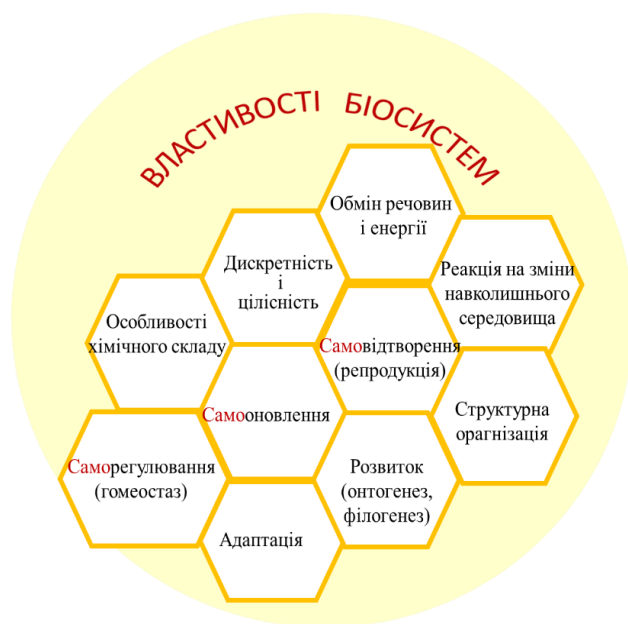 ВЛАСТИВОСТІ БІОСИСТЕМ
Обмін речовин
і енергії
Дискретність
і
цілісність
Реакція на зміни
навколишнього
середовища
Особливості
хімічного складу
Самовідтворення
(репродукція)
Самооновлення
Структурна
орагнізація
Саморегулювання
(гомеостаз)
Розвиток
(онтогенез,
філогенез)
Адаптація